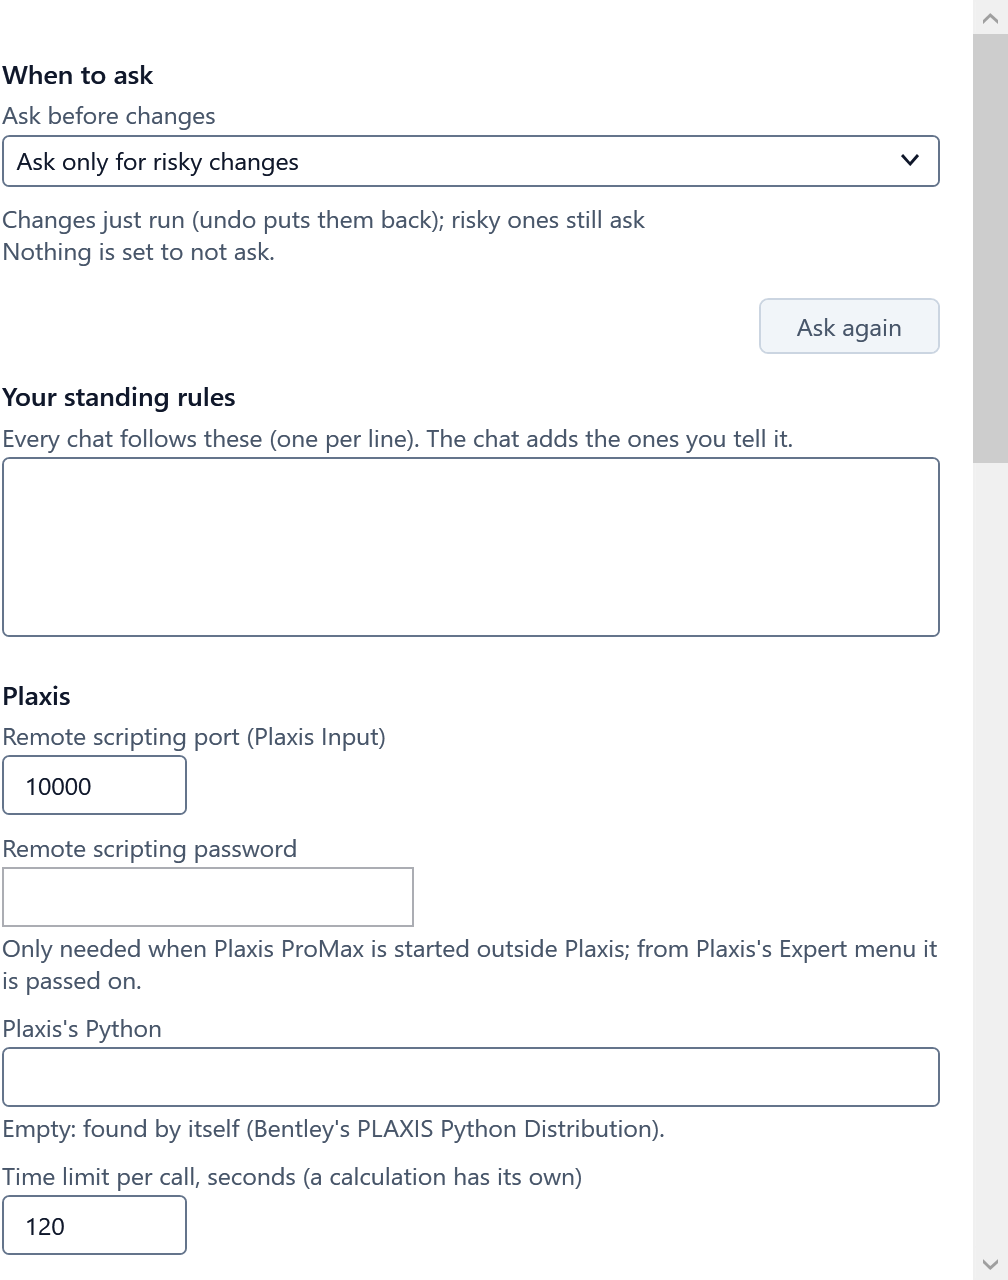 When to ask
Ask before changes
Ask only for risky changes
Changes just run (undo puts them back); risky ones still ask
Nothing is set to not ask.
Ask again
Your standing rules
Every chat follows these (one per line). The chat adds the ones you tell it.
Plaxis
Remote scripting port (Plaxis Input)
10000
Remote scripting password
Only needed when Plaxis ProMax is started outside Plaxis; from Plaxis's Expert menu it
is passed on.
Plaxis's Python
Empty: found by itself (Bentley's PLAXIS Python Distribution).
Time limit per call, seconds (a calculation has its own)
120